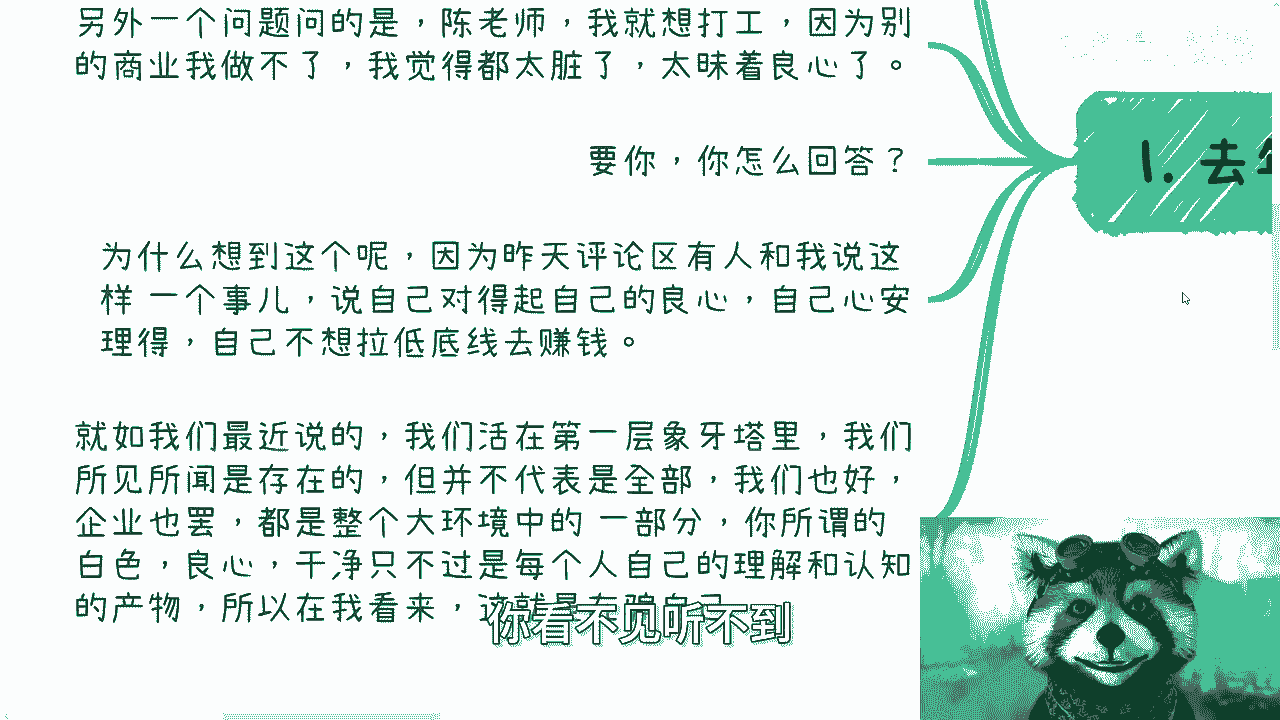 另外一个问题问的是，陈老师，我就想打工，因为别
的商业我做不了，我觉得都太脏了，太昧着良心了。
要你，你怎么回答？
为什么想到这个呢，因为昨天评论区有人和我说这
样 一个事儿，说自己对得起自己的良心，自己心安
理得，自己不想拉低底线去赚钱。
就如我们最近说的，我们活在第一层象牙塔里，我们
所见所闻是存在的，但并不代表是全部，我们也好，
企业也罢，都是整个大环境中的 一部分，你所谓的
白色，良心，干净只不过是每个人自己的理解和认知
的产物，所以在我看来，这就是在骗自己
你看不见听不到
1. 去